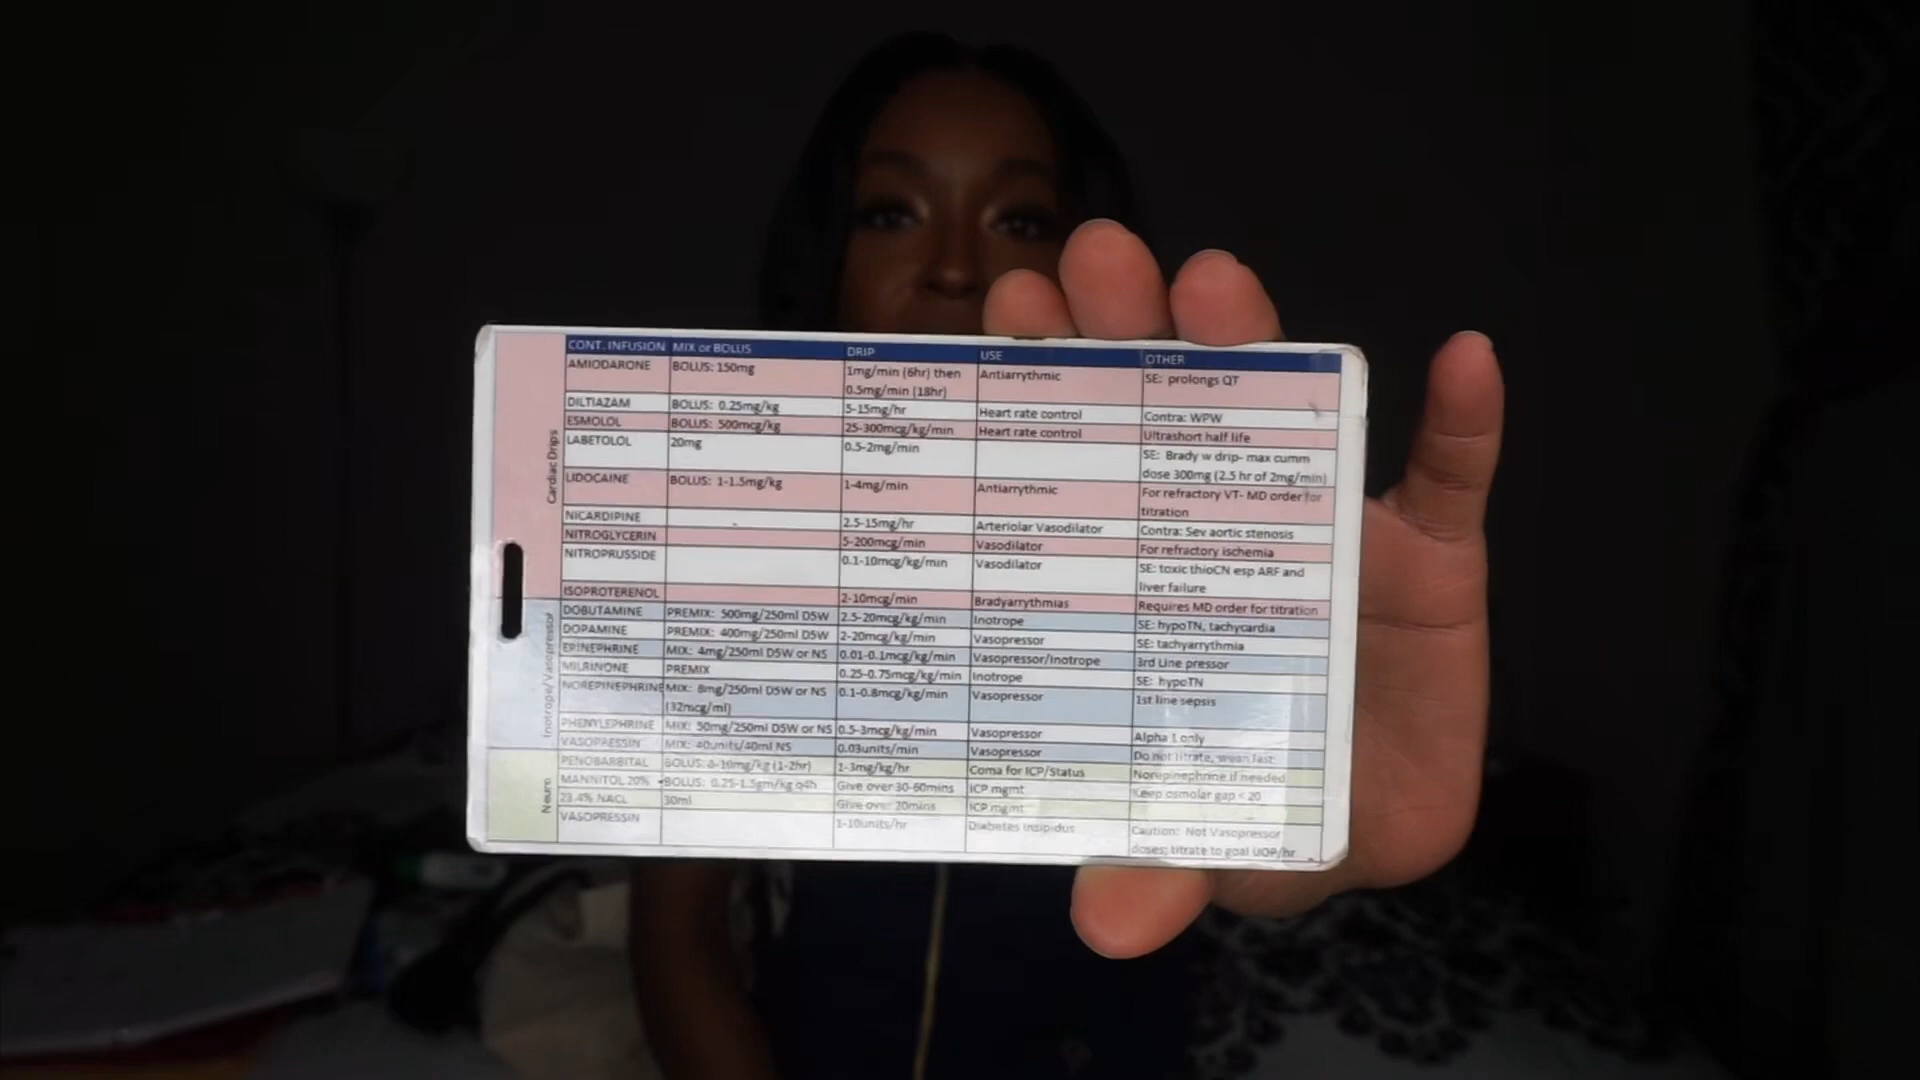 CONT. INFUSION MIX or BOLUS DRIP USE OTHER
Cardiac Drips
AMIODARONE BOLUS: 150mg 1mg/min (6hr) then Antiarrythmic SE: prolongs QT
0.5mg/min (18hr)
DILTIAZAM BOLUS: 0.25mg/kg 5-15mg/hr Heart rate control Contra: WPW
ESMOLOL BOLUS: 500mcg/kg 25-300mcg/kg/min Heart rate control Ultrashort half life
LABETOLOL 20mg 0.5-2mg/min SE: Brady w drip- max cumm
dose 300mg (2.5 hr of 2mg/min)
LIDOCAINE BOLUS: 1-1.5mg/kg 1-4mg/min Antiarrythmic For refractory VT- MD order for
titration
NICARDIPINE 2.5-15mg/hr Arteriolar Vasodilator Contra: Sev aortic stenosis
NITROGLYCERIN 5-200mcg/min Vasodilator For refractory ischemia
NITROPRUSSIDE 0.1-10mcg/kg/min Vasodilator SE: toxic thioCN esp ARF and
liver failure
ISOPROTERENOL 2-10mcg/min Bradyarrythmias Requires MD order for titration
Inotrope/Vasopressor
DOBUTAMINE PREMIX: 500mg/250ml D5W 2.5-20mcg/kg/min Inotrope SE: hypoTN, tachycardia
DOPAMINE PREMIX: 400mg/250ml D5W 2-20mcg/kg/min Vasopressor SE: tachyarrythmia
EPINEPHRINE MIX: 4mg/250ml D5W or NS 0.01-0.1mcg/kg/min Vasopressor/Inotrope 3rd Line pressor
MILRINONE PREMIX 0.25-0.75mcg/kg/min Inotrope SE: hypoTN
NOREPINEPHRINE MIX: 8mg/250ml D5W or NS 0.1-0.8mcg/kg/min Vasopressor 1st line sepsis
(32mcg/ml)
PHENYLEPHRINE MIX: 50mg/250ml D5W or NS 0.5-3mcg/kg/min Vasopressor Alpha 1 only
VASOPRESSIN MIX: 40units/40ml NS 0.03units/min Vasopressor Do not titrate, wean fast
Neuro
PENOBARBITAL BOLUS: (1-2hr) 1-3mg/kg/hr Coma for ICP/Status Norepinephrine if needed
MANNITOL 20% BOLUS: 0.25-1.5gm/kg q4h Give over 30-60mins ICP mgmt Keep osmolar gap < 20
23.4% NACL 30ml Give over 20mins ICP mgmt
VASOPRESSIN 1-10units/hr Diabetes insipidus Caution: Not Vasopressor
doses; titrate to goal UOP/hr